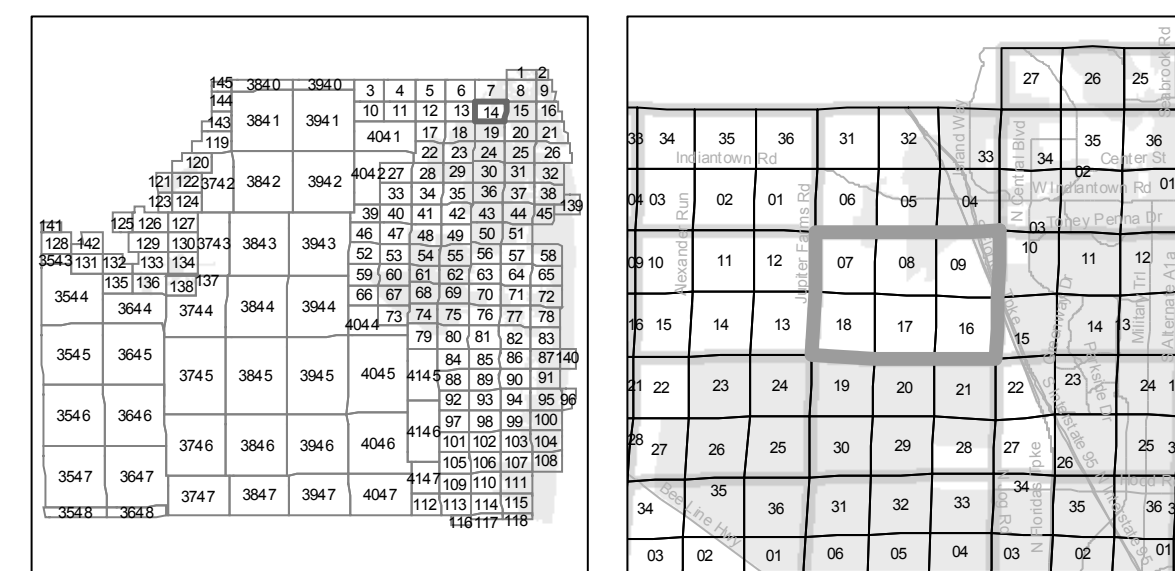 1 2
145 3840 3940 3 4 5 6 7 8 9
144 10 11 12 13 14 15 16
143 3841 3941
119 4041 17 18 19 20 21
120 22 23 24 25 26
121 122 3742 3842 3942 4042 27 28 29 30 31 32
123 124 33 34 35 36 37 38
139
125 126 127 39 40 41 42 43 44 45
141
128 142 129 130 3743 3843 3943 46 47 48 49 50 51
3543 131 132 133 134 52 53 54 55 56 57 58
135 136 138 137 59 60 61 62 63 64 65
3544 66 67 68 69 70 71 72
3644 3744 3844 3944 73 74 75 76 77 78
4044
79 80 81 82 83
3545 3645 84 85 86 87 140
3745 3845 3945 4045 4145 88 89 90 91
92 93 94 95 96
3546 3646 97 98 99 100
3746 3846 3946 4046 4146 101 102 103 104
105 106 107 108
3547 3647 4147 109 110 111
3747 3847 3947 4047 112 113 114 115
3548 3648 116 117 118
27 26 25
Seabrook Rd
33 34 35 36 31 32 33 34 35 36
Indiantown Rd
Island Way
N Central Blvd
Center St
02
W Indiantown Rd
04 03 02 01 06 05 04 01
Alexander Run
Jupiter Farms Rd
Toney Penna Dr
03
09 10 11 12 07 08 09 10 11 12
Military Trl
S Alternate A1a
16 15 14 13 18 17 16 15 14 13
Parkside Dr
21 22 23 24 19 20 21 22 23 24
S Interstate 95
28 27 26 25 30 29 28 27 26 25
N Interstate 95
Hood R
34 35 36 31 32 33 34 35 36
Bee Line Hwy
N Jog Rd
N Floridas Tpke
03 02 01 06 05 04 03 02 01